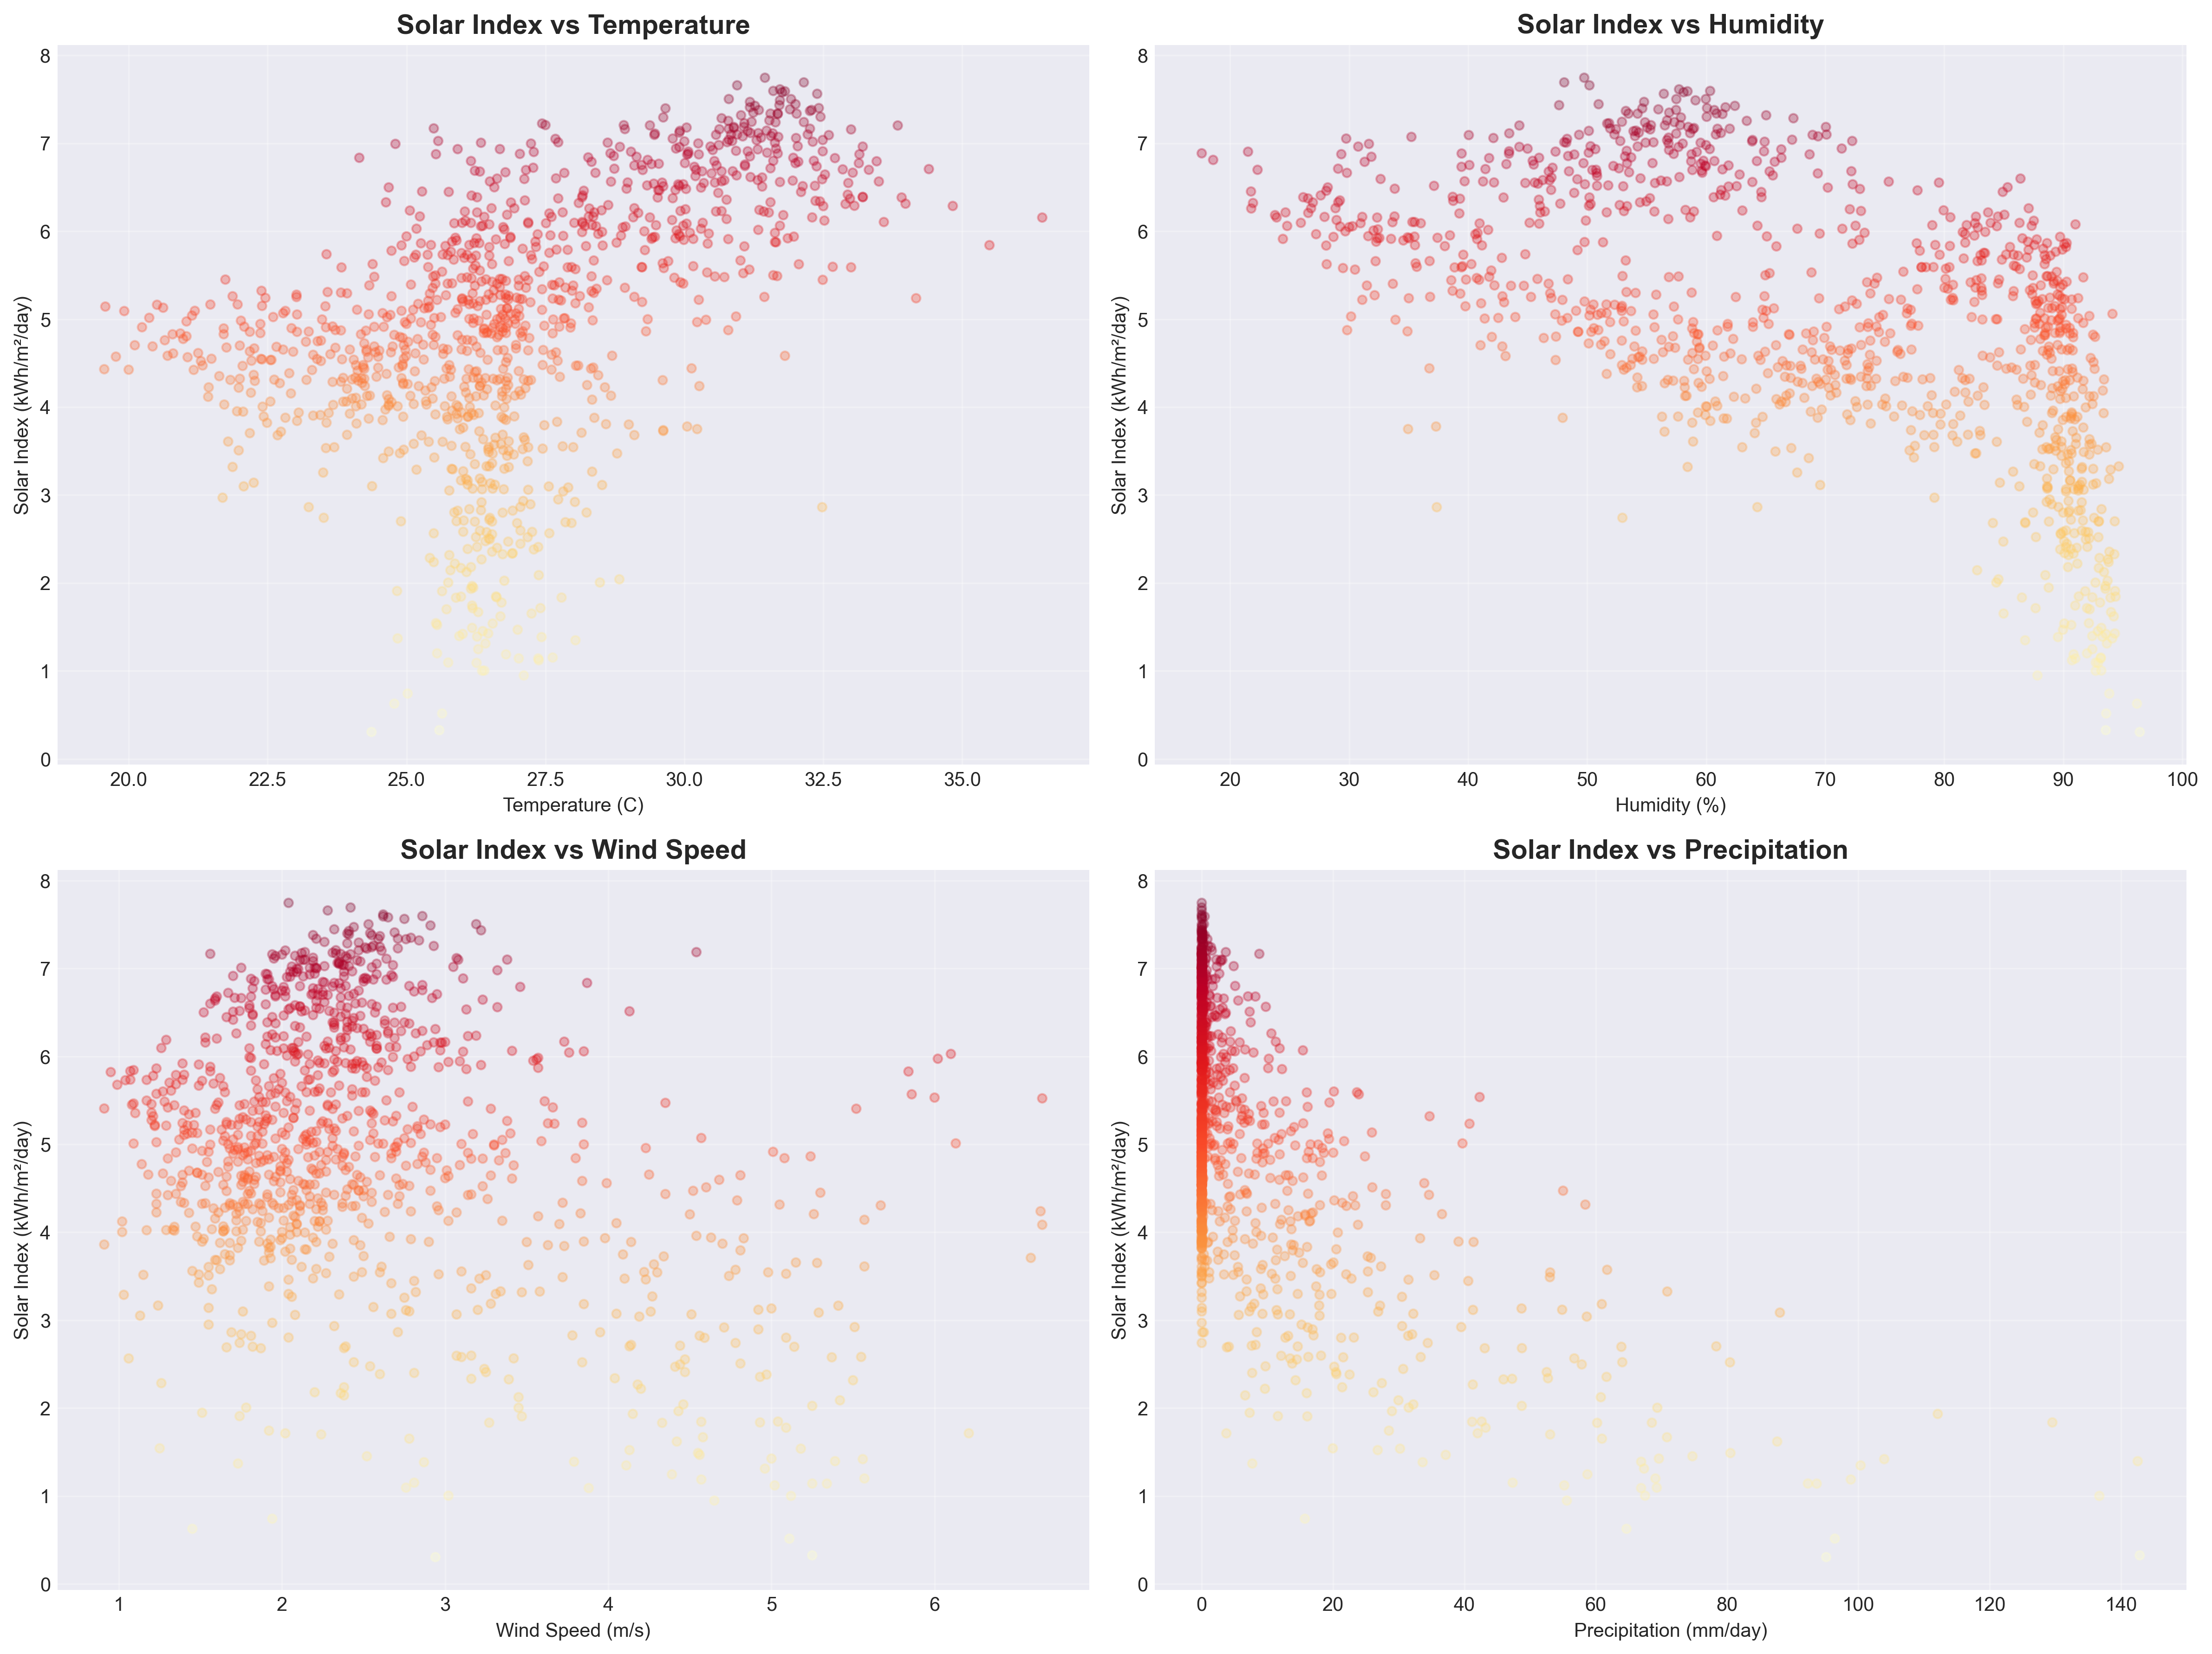 Solar Index vs Temperature
8
7
6
5
4
3
2
1
0
Solar Index (kWh/m²/day)
20.0 22.5 25.0 27.5 30.0 32.5 35.0
Temperature (C)
Solar Index vs Humidity
8
7
6
5
4
3
2
1
0
Solar Index (kWh/m²/day)
20 30 40 50 60 70 80 90 100
Humidity (%)
Solar Index vs Wind Speed
8
7
6
5
4
3
2
1
0
Solar Index (kWh/m²/day)
1 2 3 4 5 6
Wind Speed (m/s)
Solar Index vs Precipitation
8
7
6
5
4
3
2
1
0
Solar Index (kWh/m²/day)
0 20 40 60 80 100 120 140
Precipitation (mm/day)